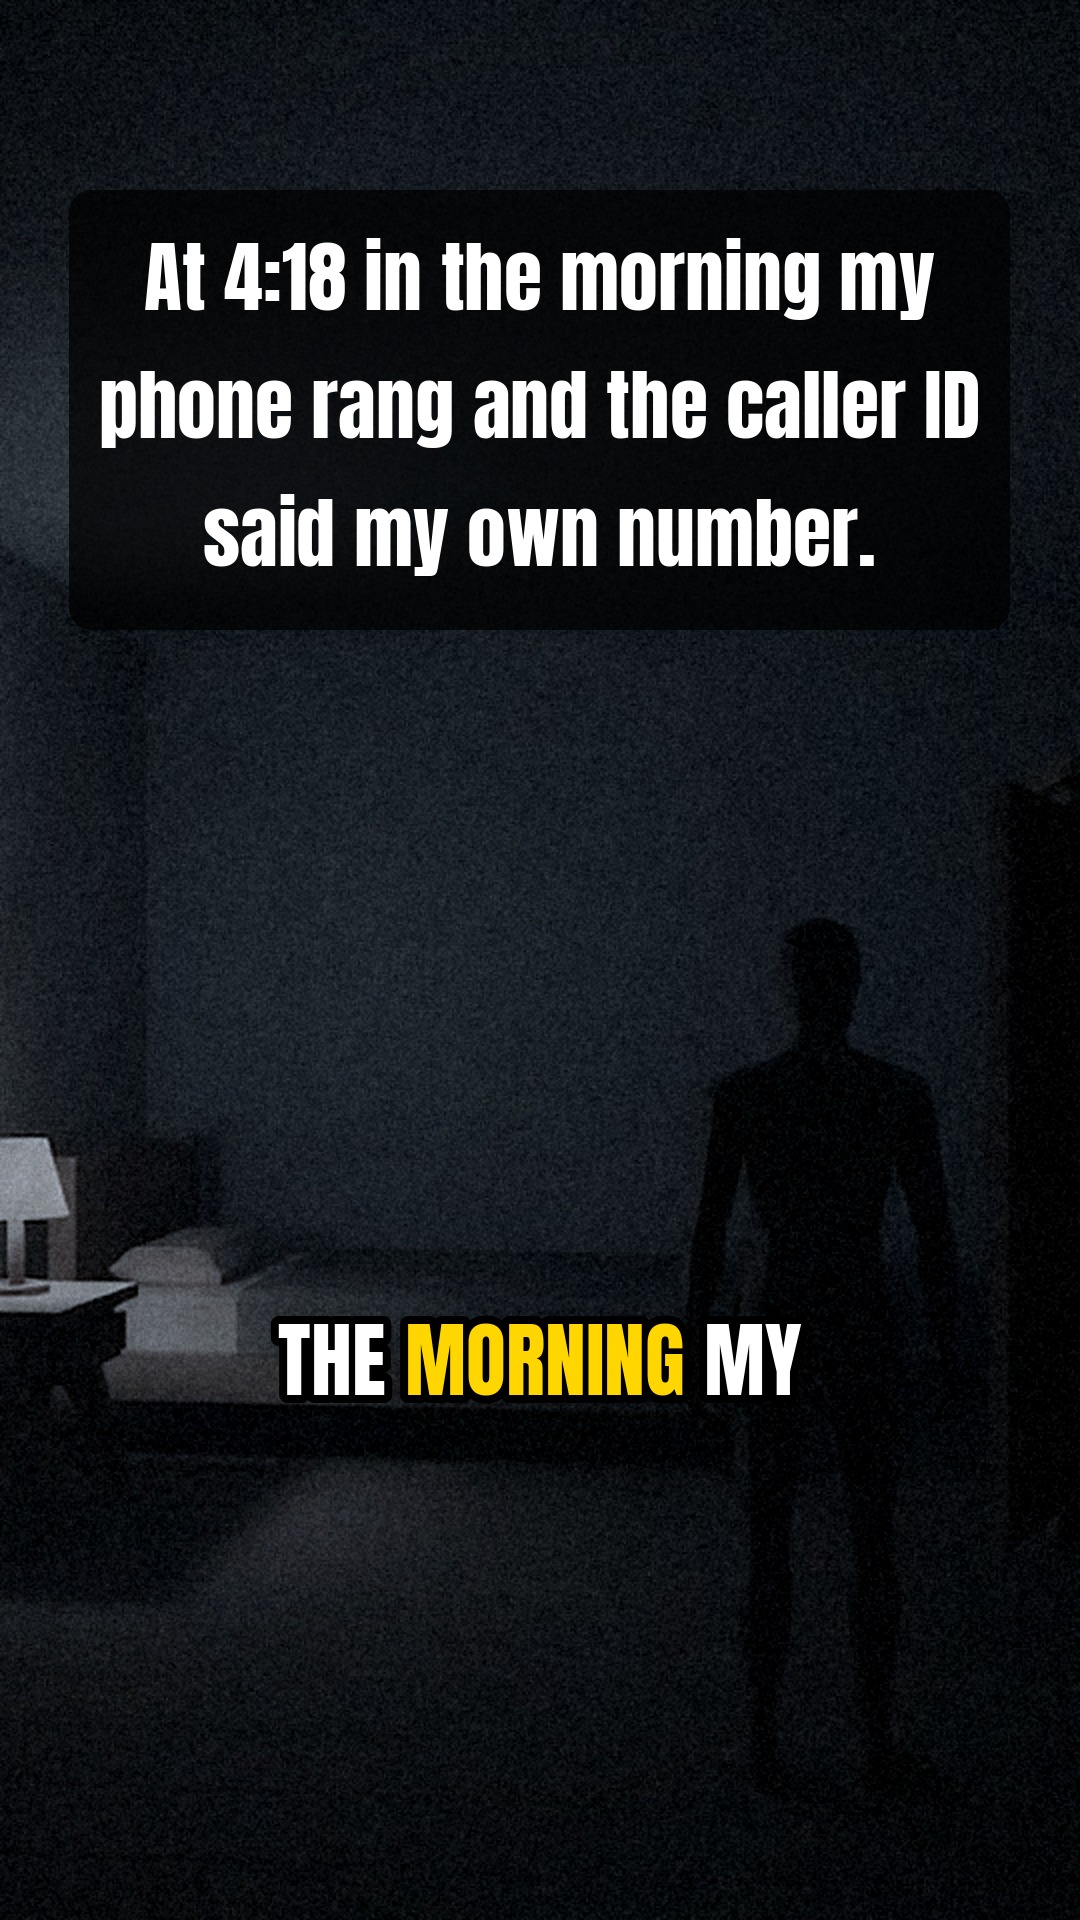 At 4:18 in the morning my
phone rang and the caller ID
said my own number.
THE MORNING MY